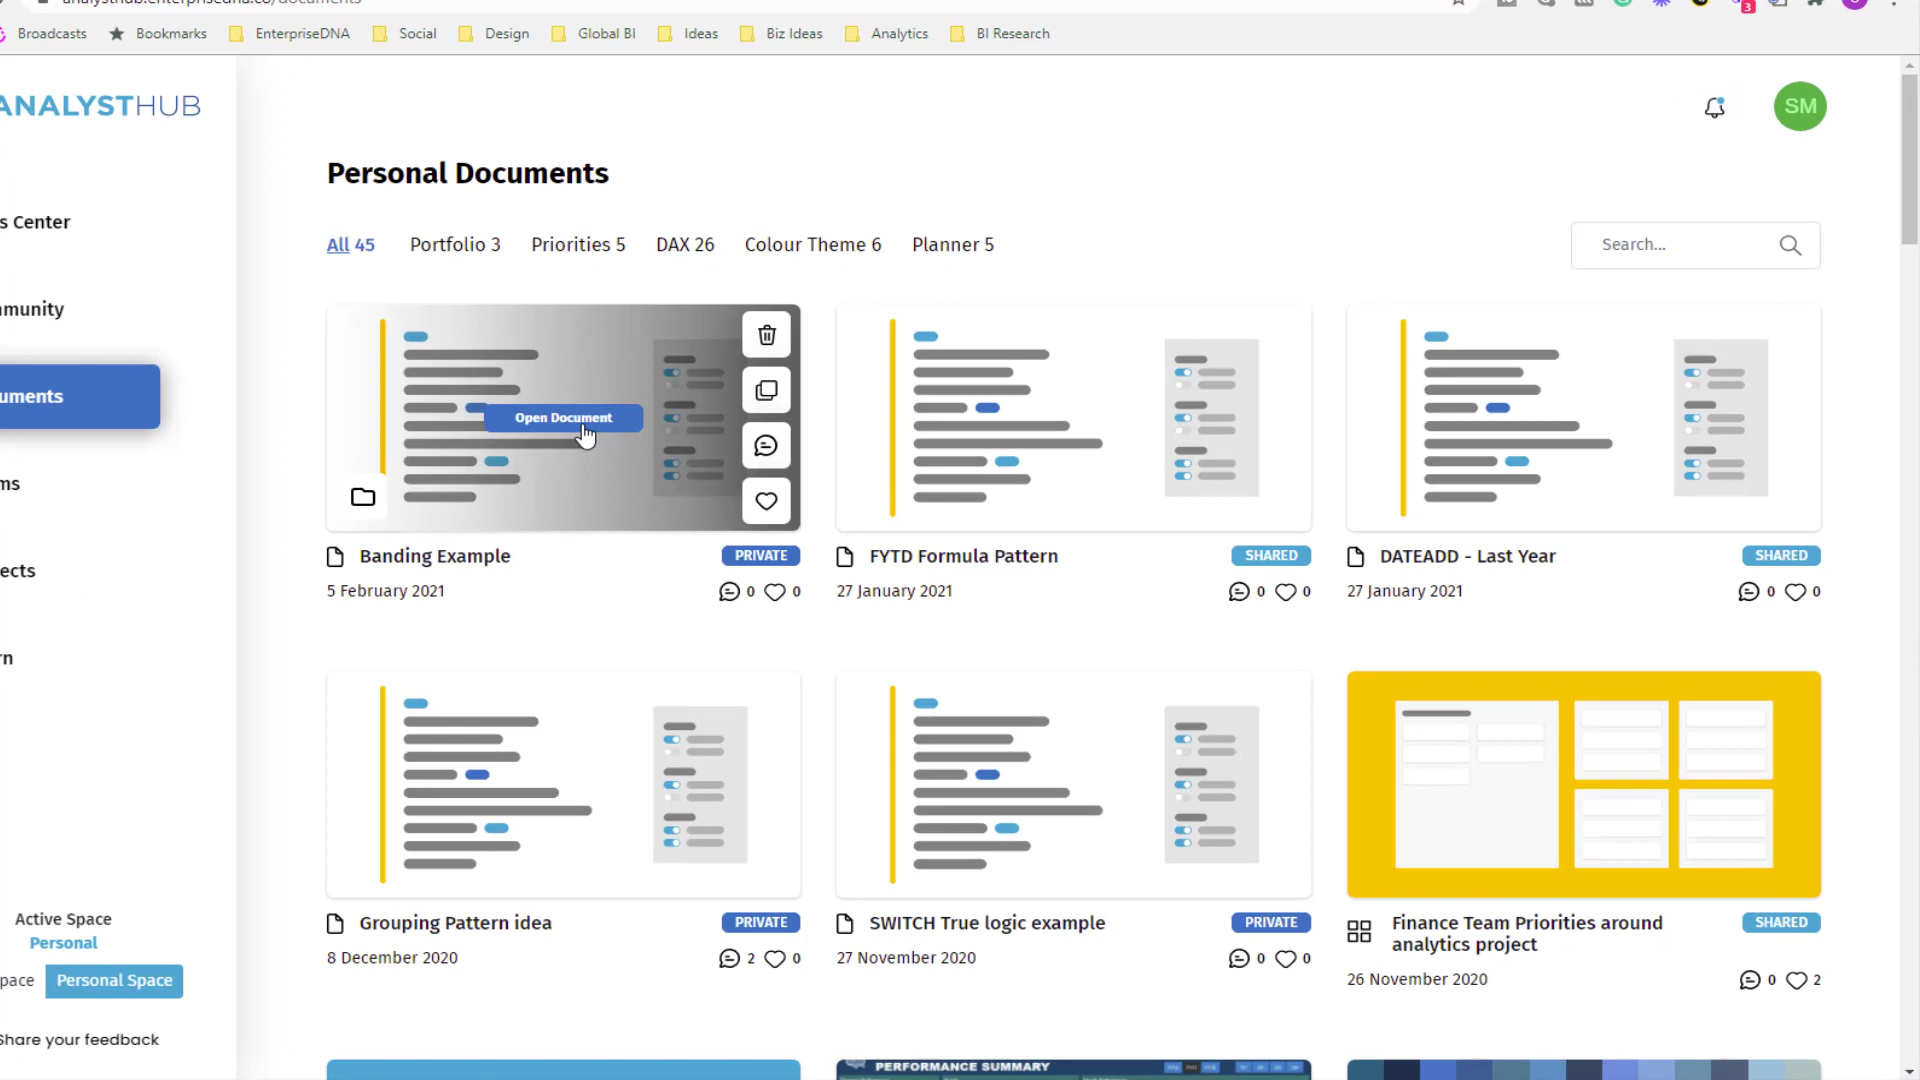 analysthub.enterprisedna.co/documents
3
Broadcasts Bookmarks EnterpriseDNA Social Design Global BI Ideas Biz Ideas Analytics BI Research
ANALYSTHUB
SM
Personal Documents
s Center
All 45 Portfolio 3 Priorities 5 DAX 26 Colour Theme 6 Planner 5
Search...
munity
uments
Open Document
ms
ects
rn
Banding Example PRIVATE
5 February 2021 0 0
FYTD Formula Pattern SHARED
27 January 2021 0 0
DATEADD - Last Year SHARED
27 January 2021 0 0
Grouping Pattern idea PRIVATE
8 December 2020 2 0
SWITCH True logic example PRIVATE
27 November 2020 0 0
Finance Team Priorities around SHARED
analytics project
26 November 2020 0 2
Active Space
Personal
pace Personal Space
Share your feedback
PERFORMANCE SUMMARY